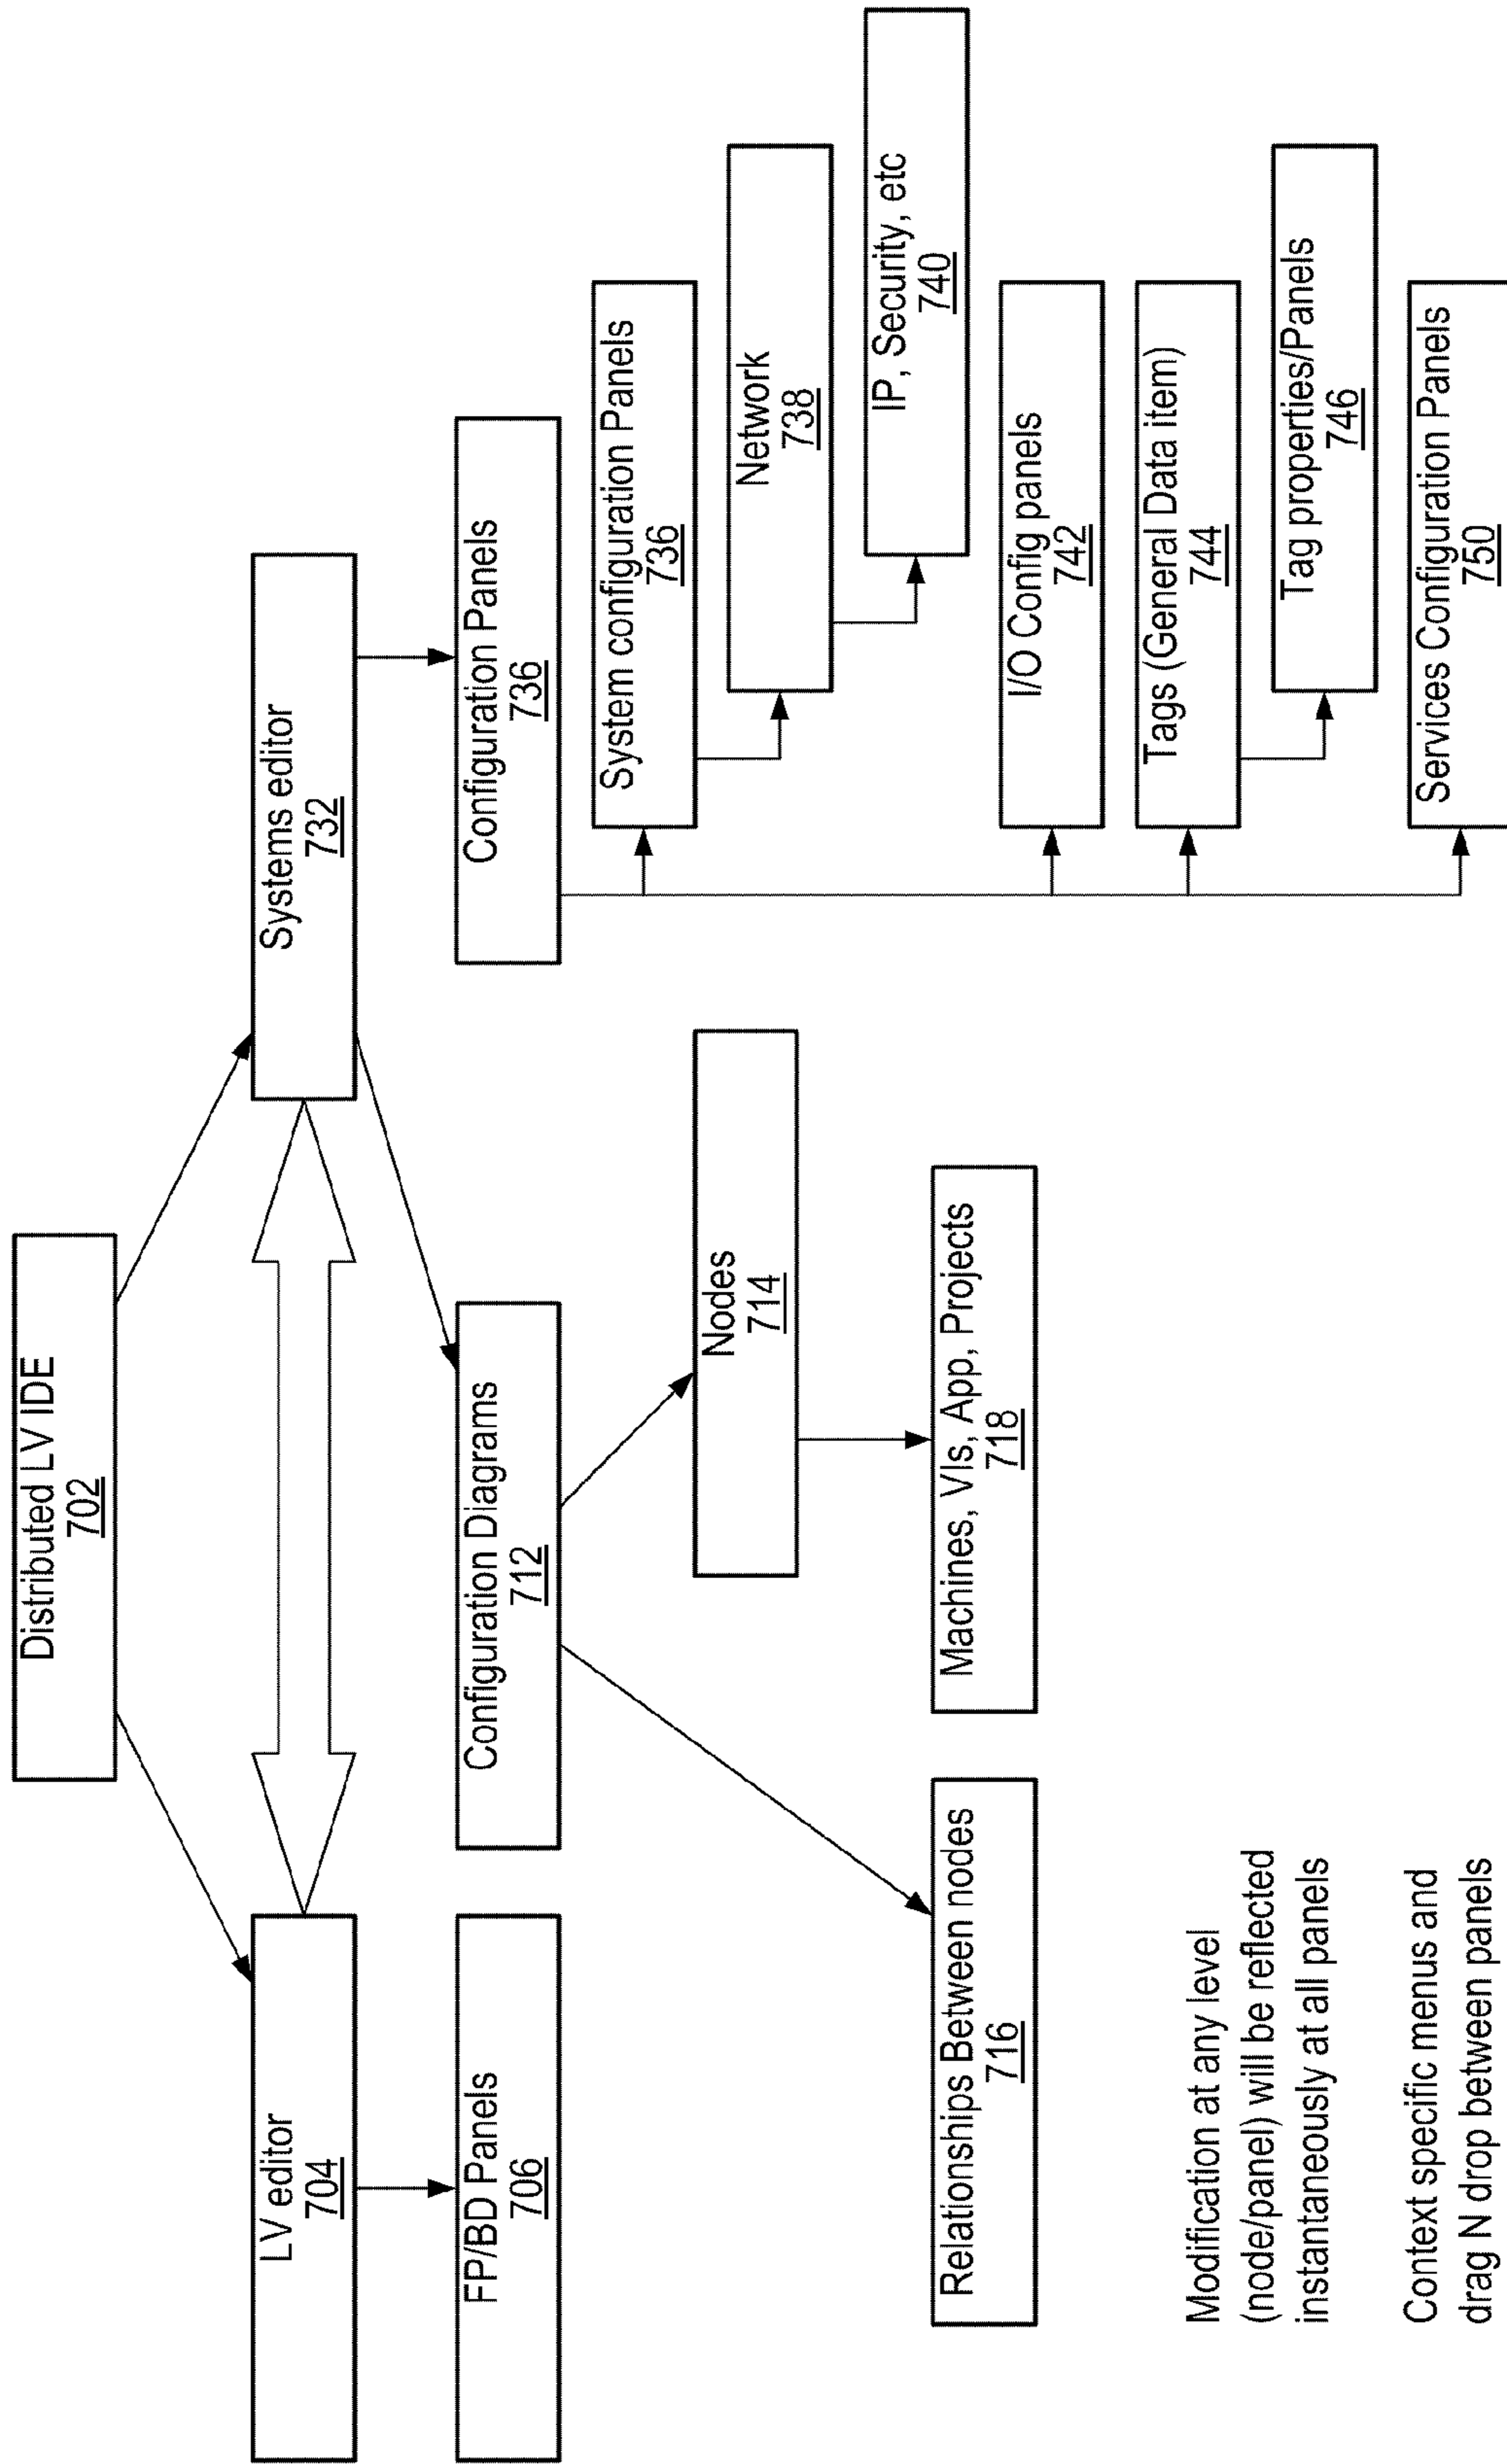 Distributed LV IDE
702
LV editor
704
Systems editor
732
FP/BD Panels
706
Configuration Diagrams
712
Configuration Panels
736
System configuration Panels
736
Nodes
714
Network
738
IP, Security, etc
740
Relationships Between nodes
716
Machines, VIs, App, Projects
718
I/O Config panels
742
Tags (General Data item)
744
Tag properties/Panels
746
Services Configuration Panels
750
Modification at any level
(node/panel) will be reflected
instantaneously at all panels
Context specific menus and
drag N drop between panels